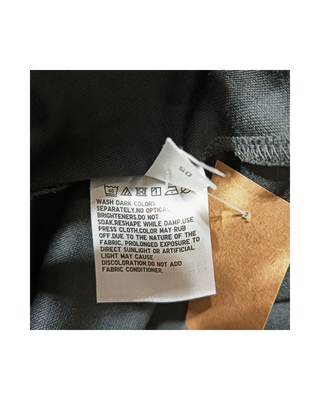 40
WASH DARK COLORS
SEPARATELY.NO OPTICAL
BRIGHTENERS.DO NOT
SOAK.RESHAPE WHILE DAMP.USE
PRESS CLOTH.COLOR MAY RUB
OFF.DUE TO THE NATURE OF THE
FABRIC, PROLONGED EXPOSURE TO
DIRECT SUNLIGHT OR ARTIFICIAL
LIGHT MAY CAUSE
DISCOLORATION.DO NOT ADD
FABRIC CONDITIONER.